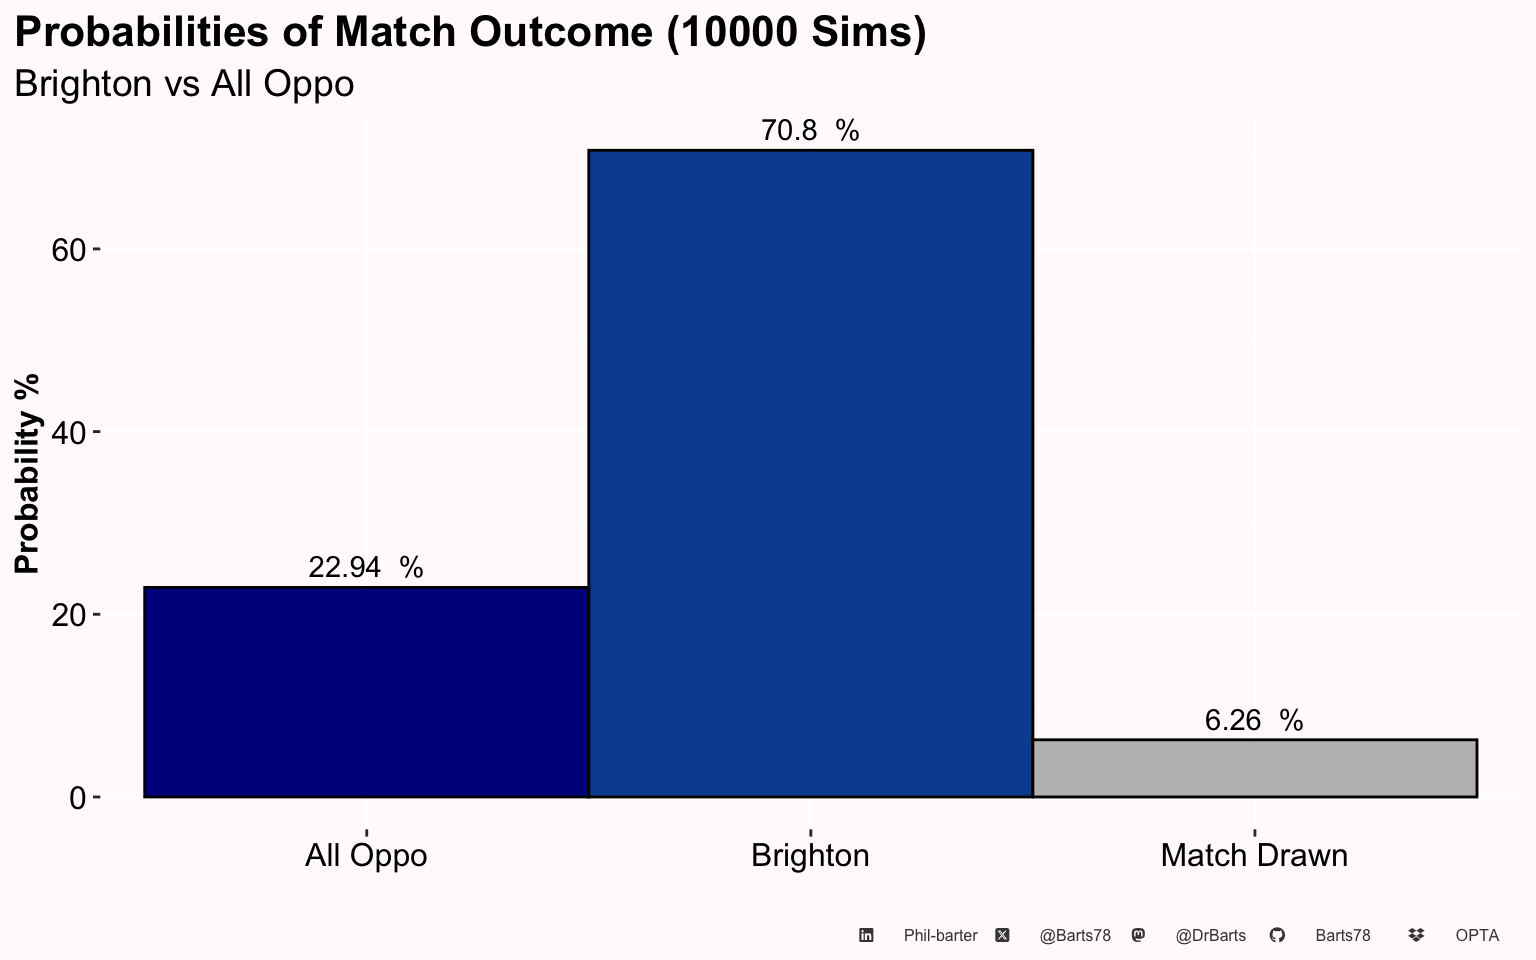 Probabilities of Match Outcome (10000 Sims)
Brighton vs All Oppo
70.8 %
60
40
Probability %
22.94 %
20
6.26 %
0
All Oppo Brighton Match Drawn
Phil-barter @Barts78 @DrBarts Barts78 OPTA